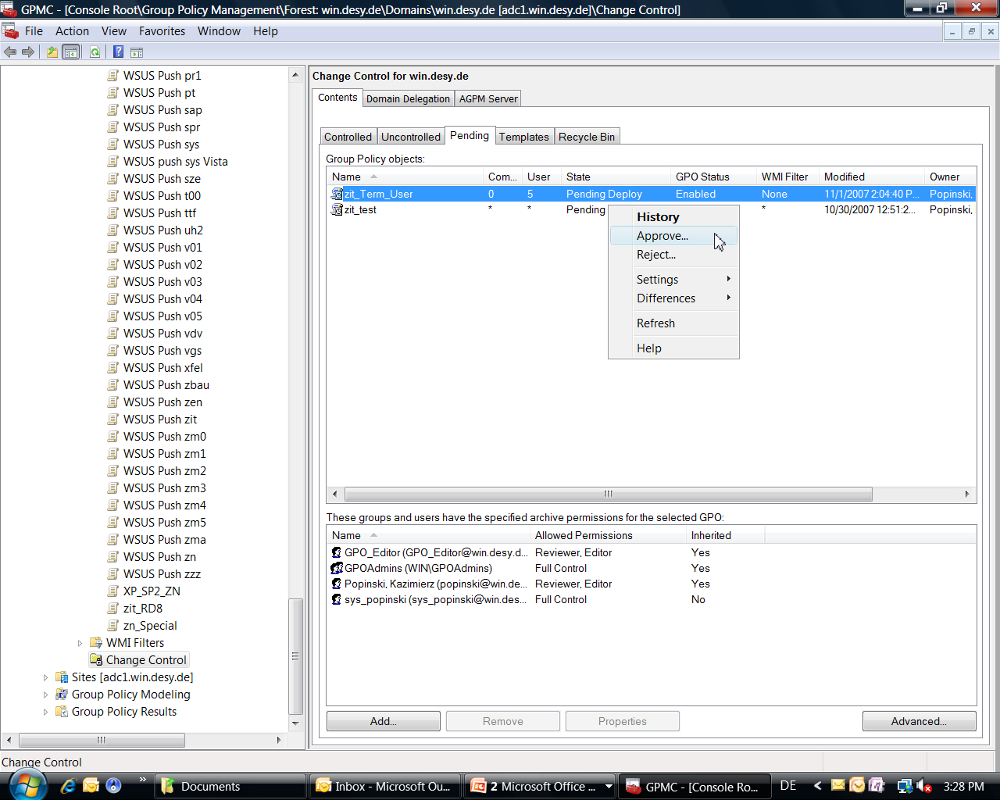 GPMC - [Console Root\Group Policy Management\Forest: win.desy.de\Domains\win.desy.de [adc1.win.desy.de]\Change Control]
File Action View Favorites Window Help
WSUS Push pr1
WSUS Push pt
WSUS Push sap
WSUS Push spr
WSUS Push sys
WSUS push sys Vista
WSUS Push sze
WSUS Push t00
WSUS Push ttf
WSUS Push uh2
WSUS Push v01
WSUS Push v02
WSUS Push v03
WSUS Push v04
WSUS Push v05
WSUS Push vdv
WSUS Push vgs
WSUS Push xfel
WSUS Push zbau
WSUS Push zen
WSUS Push zit
WSUS Push zm0
WSUS Push zm1
WSUS Push zm2
WSUS Push zm3
WSUS Push zm4
WSUS Push zm5
WSUS Push zma
WSUS Push zn
WSUS Push zzz
XP_SP2_ZN
zit_RD8
zn_Special
WMI Filters
Change Control
Sites [adc1.win.desy.de]
Group Policy Modeling
Group Policy Results
Change Control for win.desy.de
Contents Domain Delegation AGPM Server
Controlled Uncontrolled Pending Templates Recycle Bin
Group Policy objects:
Name Com... User State GPO Status WMI Filter Modified Owner
zit_Term_User 0 5 Pending Deploy Enabled None 11/1/2007 2:04:40 P... Popinski,
zit_test * * Pending * 10/30/2007 12:51:2... Popinski,
History
Approve...
Reject...
Settings
Differences
Refresh
Help
These groups and users have the specified archive permissions for the selected GPO:
Name Allowed Permissions Inherited
GPO_Editor (GPO_Editor@win.desy.d... Reviewer, Editor Yes
GPOAdmins (WIN\GPOAdmins) Full Control Yes
Popinski, Kazimierz (popinski@win.de... Reviewer, Editor Yes
sys_popinski (sys_popinski@win.des... Full Control No
Add... Remove Properties Advanced...
Change Control
Documents Inbox - Microsoft Ou... 2 Microsoft Office ... GPMC - [Console Ro... DE 3:28 PM